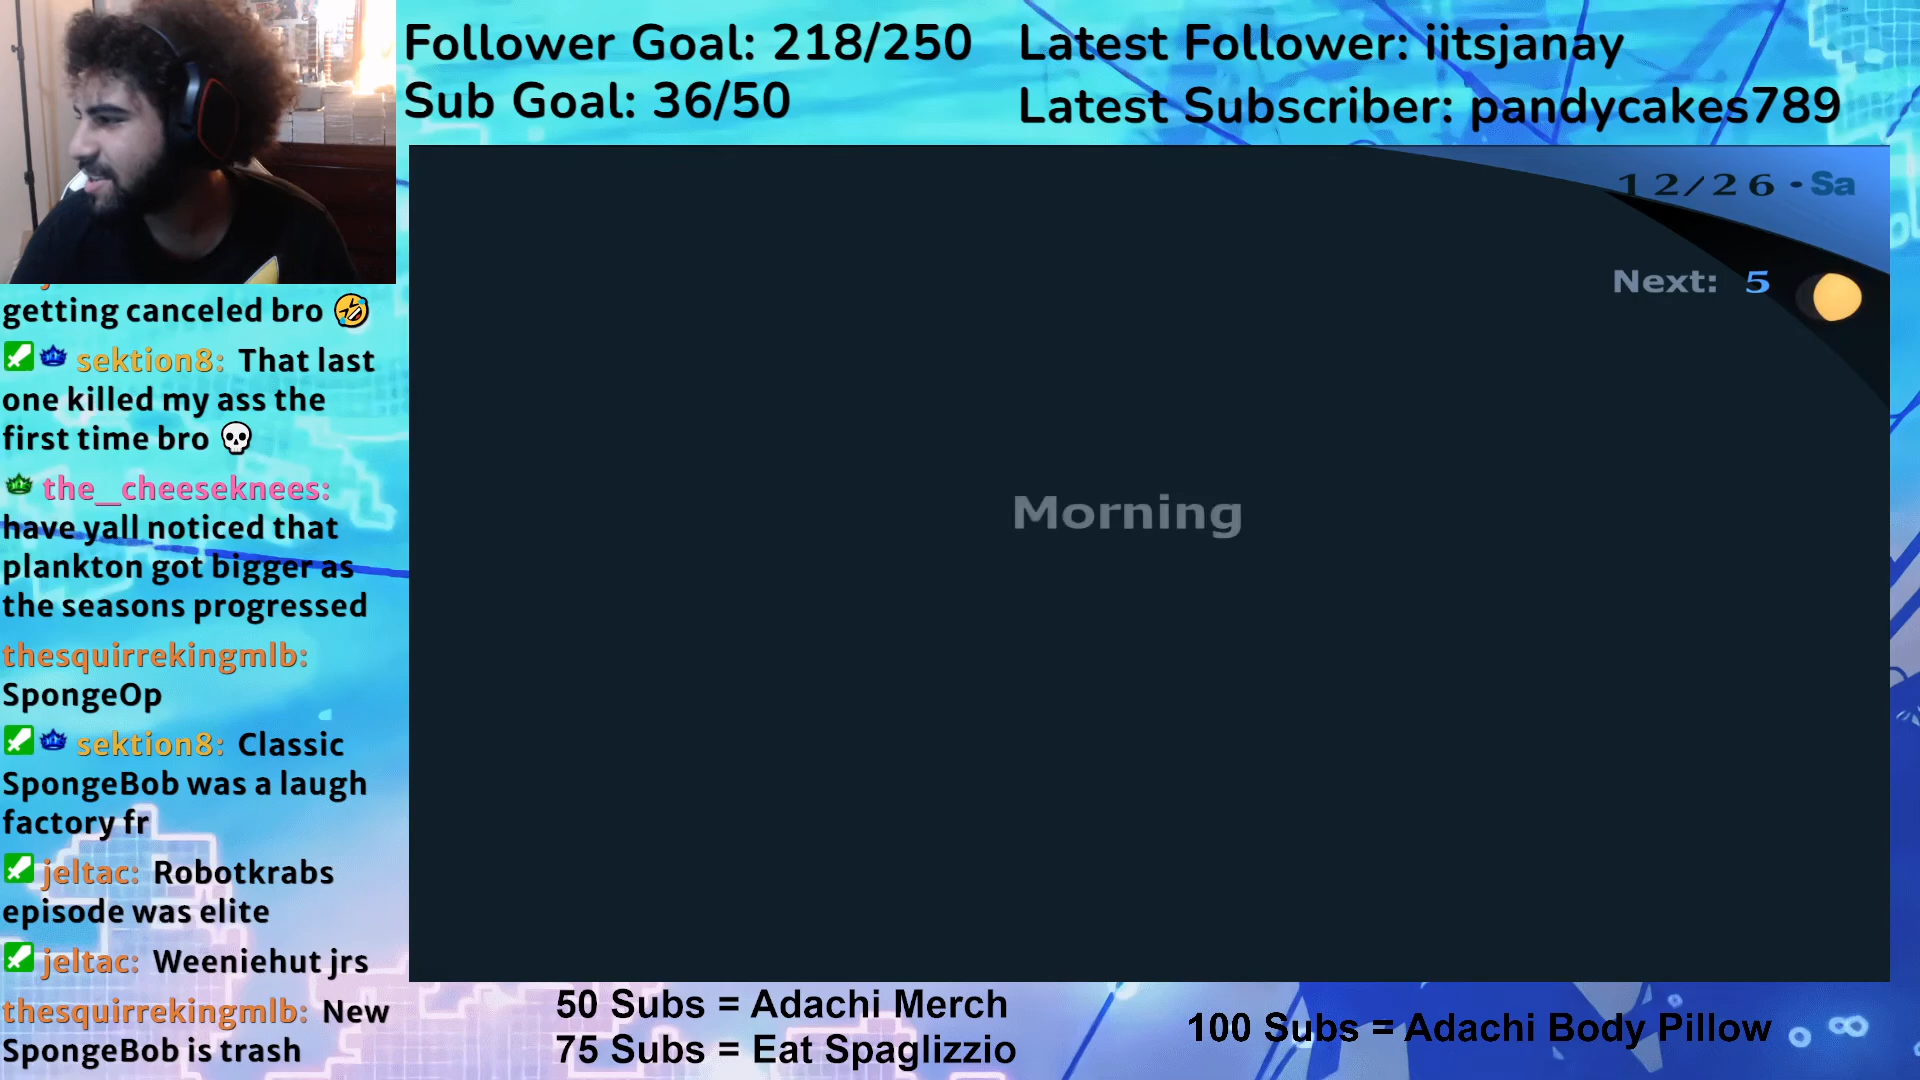 Follower Goal: 218/250
Sub Goal: 36/50
Latest Follower: iitsjanay
Latest Subscriber: pandycakes789
12/26 • Sa
Next: 5
Morning
getting canceled bro 🤣
sektion8: That last
one killed my ass the
first time bro 💀
the__cheeseknees:
have yall noticed that
plankton got bigger as
the seasons progressed
thesquirrekingmlb:
SpongeOp
sektion8: Classic
SpongeBob was a laugh
factory fr
jeltac: Robotkrabs
episode was elite
jeltac: Weeniehut jrs
thesquirrekingmlb: New
SpongeBob is trash
50 Subs = Adachi Merch
75 Subs = Eat Spaglizzio
100 Subs = Adachi Body Pillow